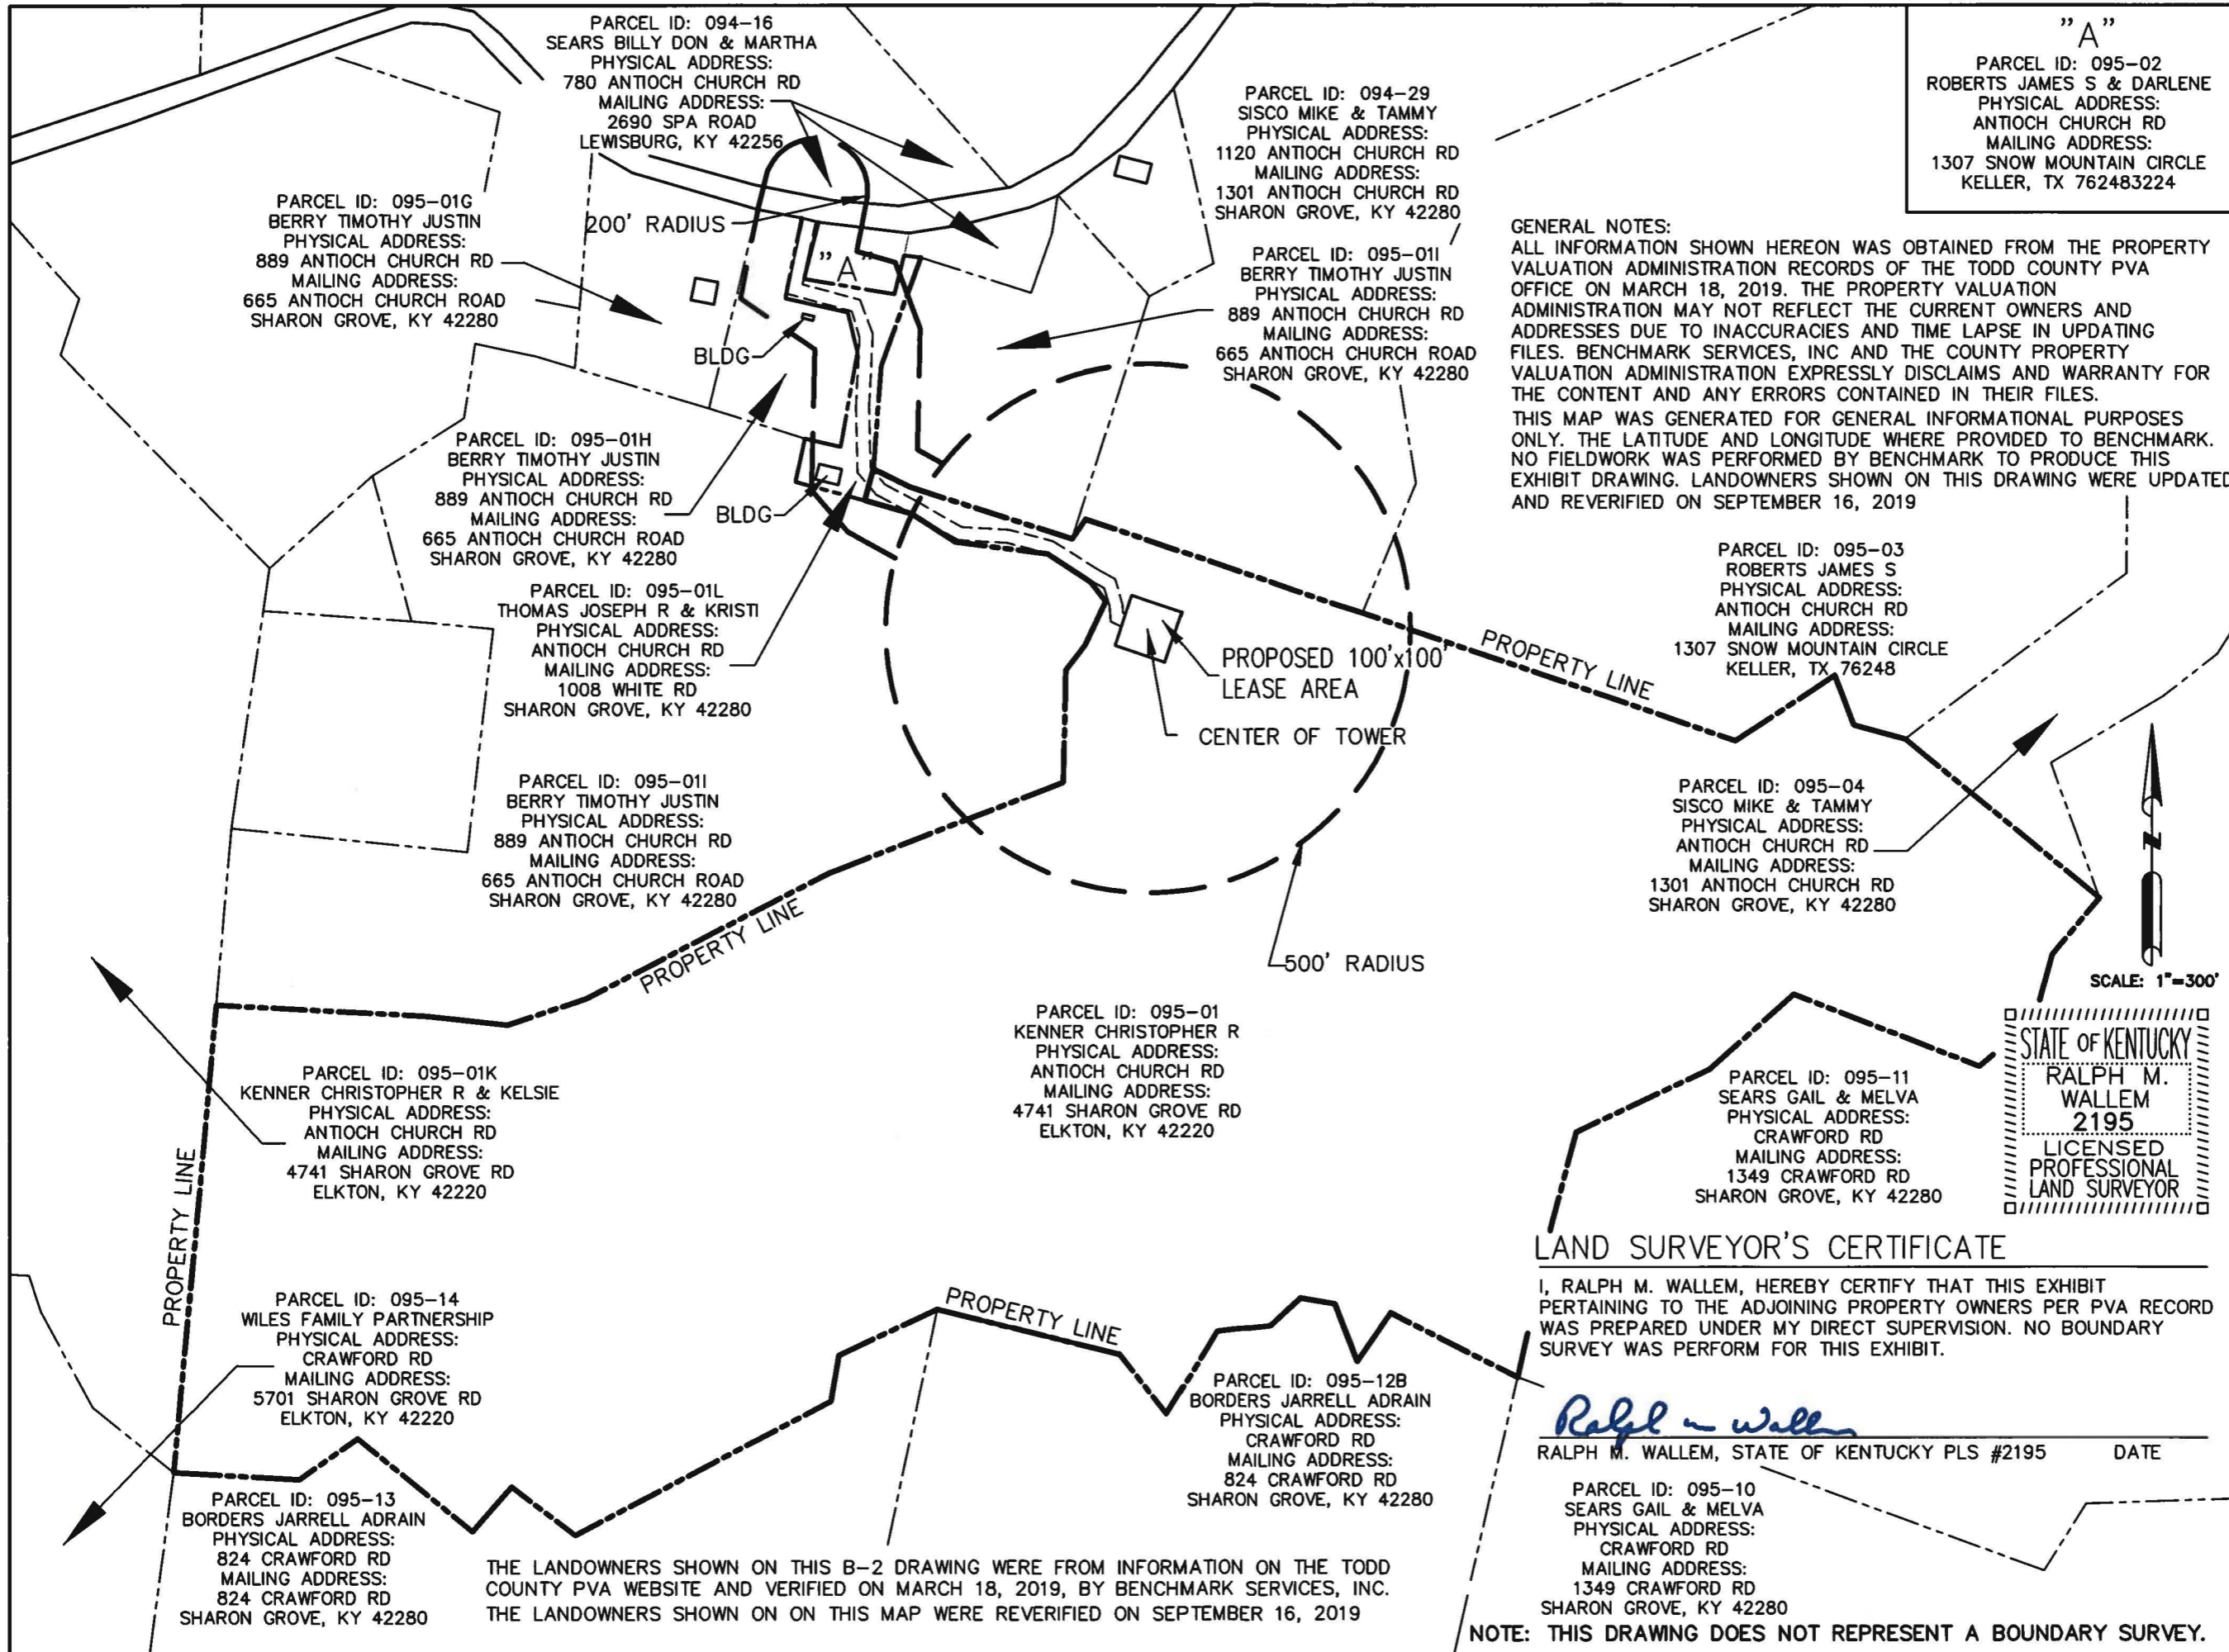 PARCEL ID: 094-16
SEARS BILLY DON & MARTHA
PHYSICAL ADDRESS:
780 ANTIOCH CHURCH RD
MAILING ADDRESS:
2690 SPA ROAD
LEWISBURG, KY 42256
"A"
PARCEL ID: 095-02
ROBERTS JAMES S & DARLENE
PHYSICAL ADDRESS:
ANTIOCH CHURCH RD
MAILING ADDRESS:
1307 SNOW MOUNTAIN CIRCLE
KELLER, TX 762483224
PARCEL ID: 094-29
SISCO MIKE & TAMMY
PHYSICAL ADDRESS:
1120 ANTIOCH CHURCH RD
MAILING ADDRESS:
1301 ANTIOCH CHURCH RD
SHARON GROVE, KY 42280
PARCEL ID: 095-01G
BERRY TIMOTHY JUSTIN
PHYSICAL ADDRESS:
889 ANTIOCH CHURCH RD
MAILING ADDRESS:
665 ANTIOCH CHURCH ROAD
SHARON GROVE, KY 42280
200' RADIUS
"A"
PARCEL ID: 095-01I
BERRY TIMOTHY JUSTIN
PHYSICAL ADDRESS:
889 ANTIOCH CHURCH RD
MAILING ADDRESS:
665 ANTIOCH CHURCH ROAD
SHARON GROVE, KY 42280
GENERAL NOTES:
ALL INFORMATION SHOWN HEREON WAS OBTAINED FROM THE PROPERTY
VALUATION ADMINISTRATION RECORDS OF THE TODD COUNTY PVA
OFFICE ON MARCH 18, 2019. THE PROPERTY VALUATION
ADMINISTRATION MAY NOT REFLECT THE CURRENT OWNERS AND
ADDRESSES DUE TO INACCURACIES AND TIME LAPSE IN UPDATING
FILES. BENCHMARK SERVICES, INC AND THE COUNTY PROPERTY
VALUATION ADMINISTRATION EXPRESSLY DISCLAIMS AND WARRANTY FOR
THE CONTENT AND ANY ERRORS CONTAINED IN THEIR FILES.
THIS MAP WAS GENERATED FOR GENERAL INFORMATIONAL PURPOSES
ONLY. THE LATITUDE AND LONGITUDE WHERE PROVIDED TO BENCHMARK.
NO FIELDWORK WAS PERFORMED BY BENCHMARK TO PRODUCE THIS
EXHIBIT DRAWING. LANDOWNERS SHOWN ON THIS DRAWING WERE UPDATED
AND REVERIFIED ON SEPTEMBER 16, 2019
BLDG
PARCEL ID: 095-01H
BERRY TIMOTHY JUSTIN
PHYSICAL ADDRESS:
889 ANTIOCH CHURCH RD
MAILING ADDRESS:
665 ANTIOCH CHURCH ROAD
SHARON GROVE, KY 42280
BLDG
PARCEL ID: 095-01L
THOMAS JOSEPH R & KRISTI
PHYSICAL ADDRESS:
ANTIOCH CHURCH RD
MAILING ADDRESS:
1008 WHITE RD
SHARON GROVE, KY 42280
PROPOSED 100'x100'
LEASE AREA
CENTER OF TOWER
PROPERTY LINE
PARCEL ID: 095-03
ROBERTS JAMES S
PHYSICAL ADDRESS:
ANTIOCH CHURCH RD
MAILING ADDRESS:
1307 SNOW MOUNTAIN CIRCLE
KELLER, TX 76248
PARCEL ID: 095-01I
BERRY TIMOTHY JUSTIN
PHYSICAL ADDRESS:
889 ANTIOCH CHURCH RD
MAILING ADDRESS:
665 ANTIOCH CHURCH ROAD
SHARON GROVE, KY 42280
PROPERTY LINE
500' RADIUS
PARCEL ID: 095-04
SISCO MIKE & TAMMY
PHYSICAL ADDRESS:
ANTIOCH CHURCH RD
MAILING ADDRESS:
1301 ANTIOCH CHURCH RD
SHARON GROVE, KY 42280
N
SCALE: 1"=300'
PARCEL ID: 095-01K
KENNER CHRISTOPHER R & KELSIE
PHYSICAL ADDRESS:
ANTIOCH CHURCH RD
MAILING ADDRESS:
4741 SHARON GROVE RD
ELKTON, KY 42220
PARCEL ID: 095-01
KENNER CHRISTOPHER R
PHYSICAL ADDRESS:
ANTIOCH CHURCH RD
MAILING ADDRESS:
4741 SHARON GROVE RD
ELKTON, KY 42220
PARCEL ID: 095-11
SEARS GAIL & MELVA
PHYSICAL ADDRESS:
CRAWFORD RD
MAILING ADDRESS:
1349 CRAWFORD RD
SHARON GROVE, KY 42280
STATE OF KENTUCKY
RALPH M.
WALLEM
2195
LICENSED
PROFESSIONAL
LAND SURVEYOR
PROPERTY LINE
LAND SURVEYOR'S CERTIFICATE
I, RALPH M. WALLEM, HEREBY CERTIFY THAT THIS EXHIBIT
PERTAINING TO THE ADJOINING PROPERTY OWNERS PER PVA RECORD
WAS PREPARED UNDER MY DIRECT SUPERVISION. NO BOUNDARY
SURVEY WAS PERFORM FOR THIS EXHIBIT.
Ralph m Wallem
RALPH M. WALLEM, STATE OF KENTUCKY PLS #2195 DATE
PARCEL ID: 095-14
WILES FAMILY PARTNERSHIP
PHYSICAL ADDRESS:
CRAWFORD RD
MAILING ADDRESS:
5701 SHARON GROVE RD
ELKTON, KY 42220
PROPERTY LINE
PARCEL ID: 095-12B
BORDERS JARRELL ADRAIN
PHYSICAL ADDRESS:
CRAWFORD RD
MAILING ADDRESS:
824 CRAWFORD RD
SHARON GROVE, KY 42280
PARCEL ID: 095-13
BORDERS JARRELL ADRAIN
PHYSICAL ADDRESS:
824 CRAWFORD RD
MAILING ADDRESS:
824 CRAWFORD RD
SHARON GROVE, KY 42280
PARCEL ID: 095-10
SEARS GAIL & MELVA
PHYSICAL ADDRESS:
CRAWFORD RD
MAILING ADDRESS:
1349 CRAWFORD RD
SHARON GROVE, KY 42280
THE LANDOWNERS SHOWN ON THIS B-2 DRAWING WERE FROM INFORMATION ON THE TODD
COUNTY PVA WEBSITE AND VERIFIED ON MARCH 18, 2019, BY BENCHMARK SERVICES, INC.
THE LANDOWNERS SHOWN ON ON THIS MAP WERE REVERIFIED ON SEPTEMBER 16, 2019
NOTE: THIS DRAWING DOES NOT REPRESENT A BOUNDARY SURVEY.